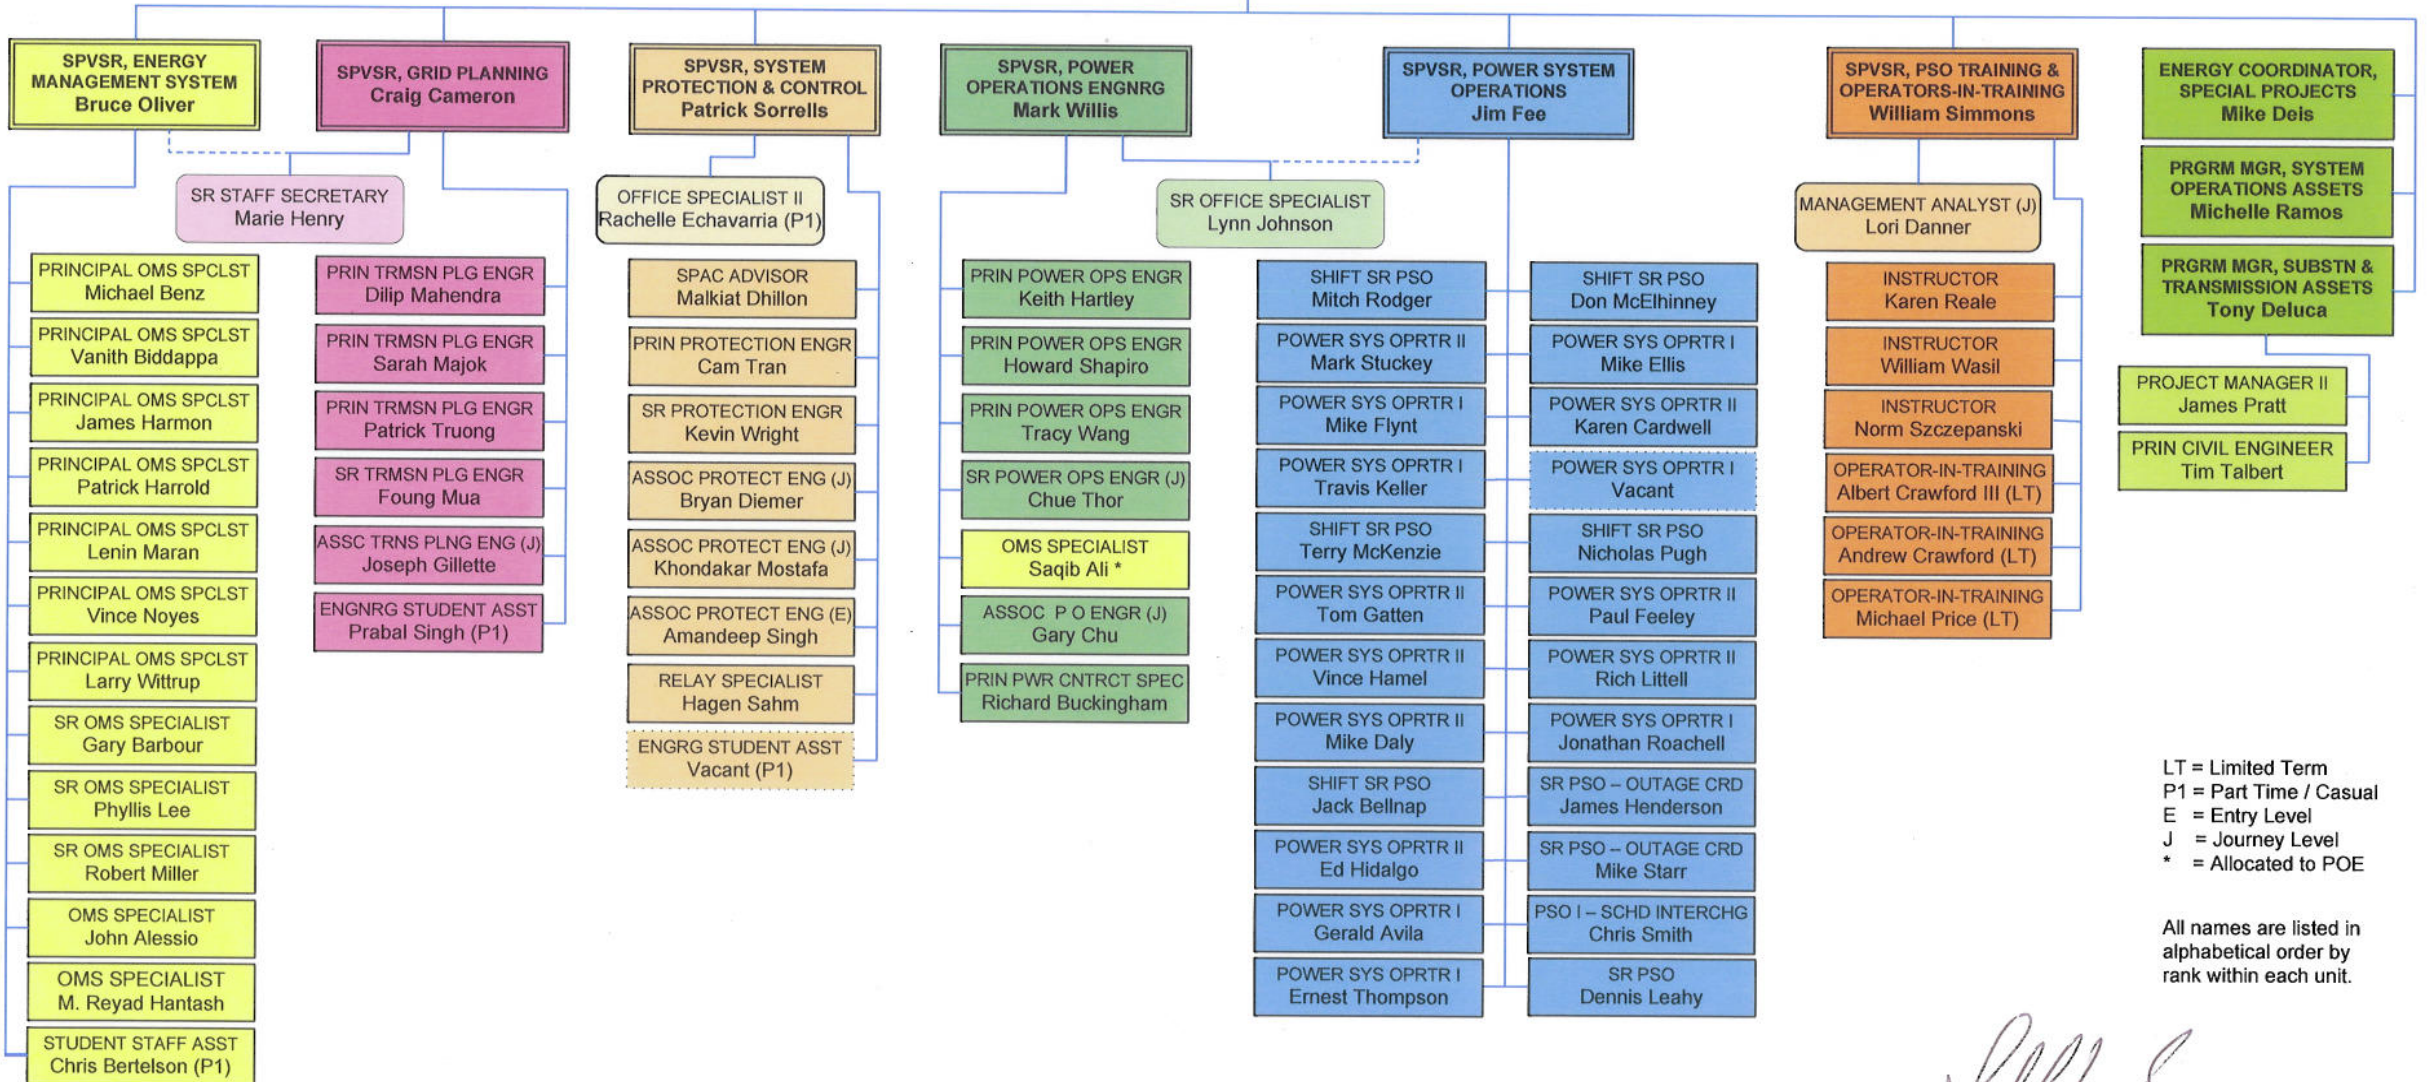 SPVSR, ENERGY
MANAGEMENT SYSTEM
Bruce Oliver
SPVSR, GRID PLANNING
Craig Cameron
SPVSR, SYSTEM
PROTECTION & CONTROL
Patrick Sorrells
SPVSR, POWER
OPERATIONS ENGNRG
Mark Willis
SPVSR, POWER SYSTEM
OPERATIONS
Jim Fee
SPVSR, PSO TRAINING &
OPERATORS-IN-TRAINING
William Simmons
ENERGY COORDINATOR,
SPECIAL PROJECTS
Mike Deis
PRGRM MGR, SYSTEM
OPERATIONS ASSETS
Michelle Ramos
PRGRM MGR, SUBSTN &
TRANSMISSION ASSETS
Tony Deluca
SR STAFF SECRETARY
Marie Henry
OFFICE SPECIALIST II
Rachelle Echavarria (P1)
SR OFFICE SPECIALIST
Lynn Johnson
MANAGEMENT ANALYST (J)
Lori Danner
PRINCIPAL OMS SPCLST
Michael Benz
PRINCIPAL OMS SPCLST
Vanith Biddappa
PRINCIPAL OMS SPCLST
James Harmon
PRINCIPAL OMS SPCLST
Patrick Harrold
PRINCIPAL OMS SPCLST
Lenin Maran
PRINCIPAL OMS SPCLST
Vince Noyes
PRINCIPAL OMS SPCLST
Larry Wittrup
SR OMS SPECIALIST
Gary Barbour
SR OMS SPECIALIST
Phyllis Lee
SR OMS SPECIALIST
Robert Miller
OMS SPECIALIST
John Alessio
OMS SPECIALIST
M. Reyad Hantash
STUDENT STAFF ASST
Chris Bertelson (P1)
PRIN TRMSN PLG ENGR
Dilip Mahendra
PRIN TRMSN PLG ENGR
Sarah Majok
PRIN TRMSN PLG ENGR
Patrick Truong
SR TRMSN PLG ENGR
Foung Mua
ASSC TRNS PLNG ENG (J)
Joseph Gillette
ENGNRG STUDENT ASST
Prabal Singh (P1)
SPAC ADVISOR
Malkiat Dhillon
PRIN PROTECTION ENGR
Cam Tran
SR PROTECTION ENGR
Kevin Wright
ASSOC PROTECT ENG (J)
Bryan Diemer
ASSOC PROTECT ENG (J)
Khondakar Mostafa
ASSOC PROTECT ENG (E)
Amandeep Singh
RELAY SPECIALIST
Hagen Sahm
ENGRG STUDENT ASST
Vacant (P1)
PRIN POWER OPS ENGR
Keith Hartley
PRIN POWER OPS ENGR
Howard Shapiro
PRIN POWER OPS ENGR
Tracy Wang
SR POWER OPS ENGR (J)
Chue Thor
OMS SPECIALIST
Saqib Ali *
ASSOC P O ENGR (J)
Gary Chu
PRIN PWR CNTRCT SPEC
Richard Buckingham
SHIFT SR PSO
Mitch Rodger
POWER SYS OPRTR II
Mark Stuckey
POWER SYS OPRTR I
Mike Flynt
POWER SYS OPRTR I
Travis Keller
SHIFT SR PSO
Terry McKenzie
POWER SYS OPRTR II
Tom Gatten
POWER SYS OPRTR II
Vince Hamel
POWER SYS OPRTR II
Mike Daly
SHIFT SR PSO
Jack Bellnap
POWER SYS OPRTR II
Ed Hidalgo
POWER SYS OPRTR I
Gerald Avila
POWER SYS OPRTR I
Ernest Thompson
SHIFT SR PSO
Don McElhinney
POWER SYS OPRTR I
Mike Ellis
POWER SYS OPRTR II
Karen Cardwell
POWER SYS OPRTR I
Vacant
SHIFT SR PSO
Nicholas Pugh
POWER SYS OPRTR II
Paul Feeley
POWER SYS OPRTR II
Rich Littell
POWER SYS OPRTR I
Jonathan Roachell
SR PSO – OUTAGE CRD
James Henderson
SR PSO – OUTAGE CRD
Mike Starr
PSO I – SCHD INTERCHG
Chris Smith
SR PSO
Dennis Leahy
INSTRUCTOR
Karen Reale
INSTRUCTOR
William Wasil
INSTRUCTOR
Norm Szczepanski
OPERATOR-IN-TRAINING
Albert Crawford III (LT)
OPERATOR-IN-TRAINING
Andrew Crawford (LT)
OPERATOR-IN-TRAINING
Michael Price (LT)
PROJECT MANAGER II
James Pratt
PRIN CIVIL ENGINEER
Tim Talbert
LT = Limited Term
P1 = Part Time / Casual
E = Entry Level
J = Journey Level
* = Allocated to POE
All names are listed in
alphabetical order by
rank within each unit.